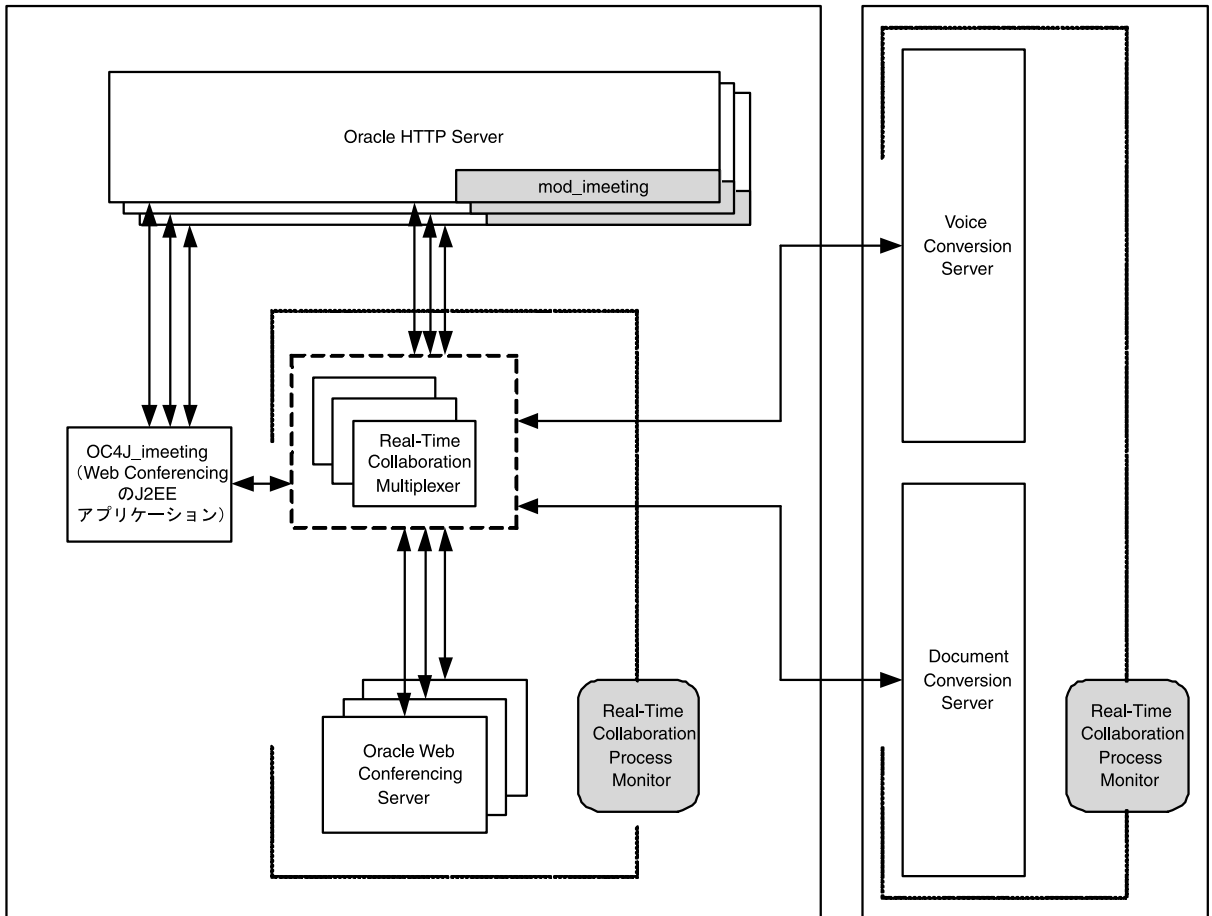 Oracle HTTP Server
mod_imeeting
Voice
Conversion
Server
OC4J_imeeting
（Web Conferencing
のJ2EE
アプリケーション）
Real-Time
Collaboration
Multiplexer
Document
Conversion
Server
Oracle Web
Conferencing
Server
Real-Time
Collaboration
Process
Monitor
Real-Time
Collaboration
Process
Monitor